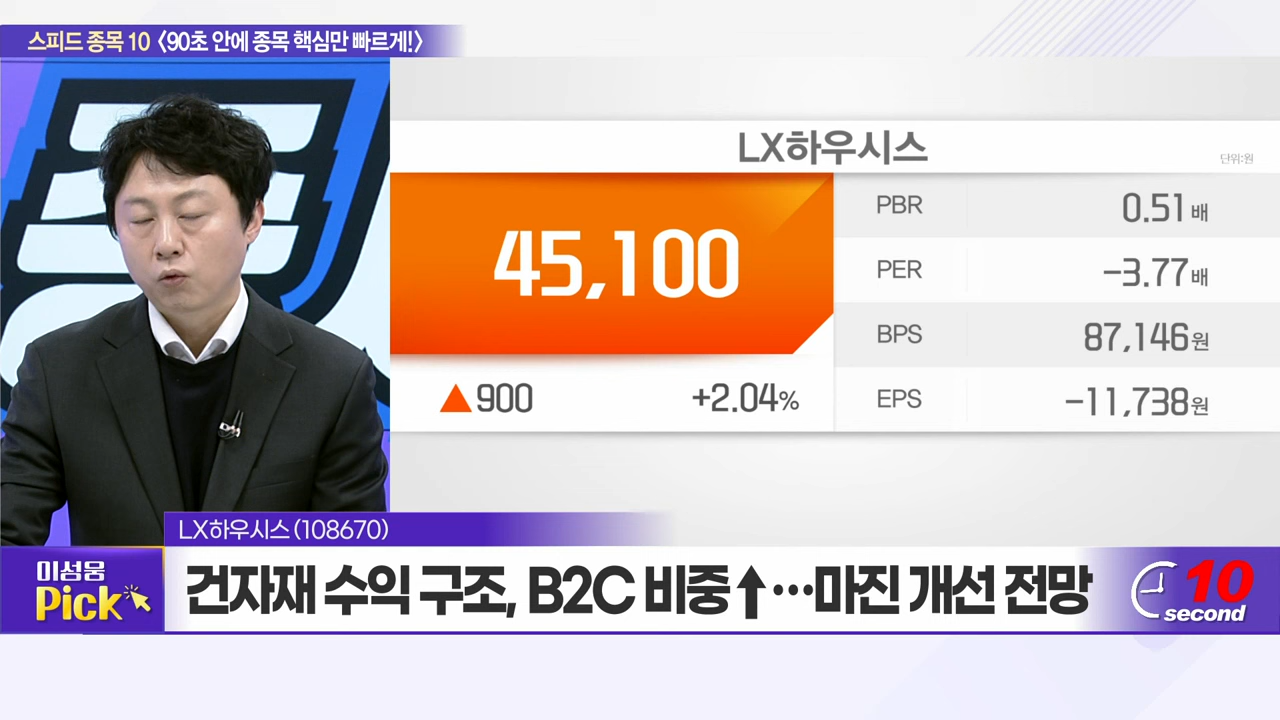 스피드 종목 10 〈90초 안에 종목 핵심만 빠르게!〉
LX하우시스
단위:원
45,100
▲900 +2.04%
PBR 0.51배
PER -3.77배
BPS 87,146원
EPS -11,738원
LX하우시스(108670)
이성웅
Pick
건자재 수익 구조, B2C 비중↑…마진 개선 전망
10
second